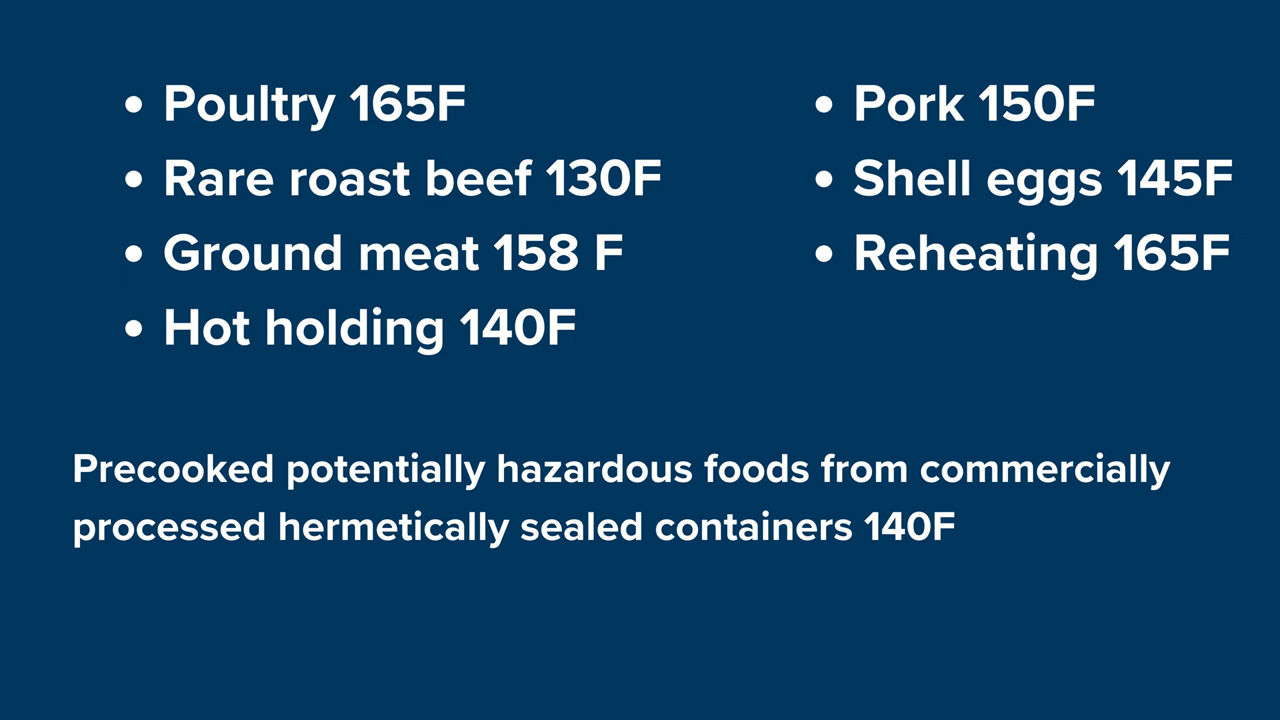 • Poultry 165F
• Rare roast beef 130F
• Ground meat 158 F
• Hot holding 140F
• Pork 150F
• Shell eggs 145F
• Reheating 165F
Precooked potentially hazardous foods from commercially
processed hermetically sealed containers 140F